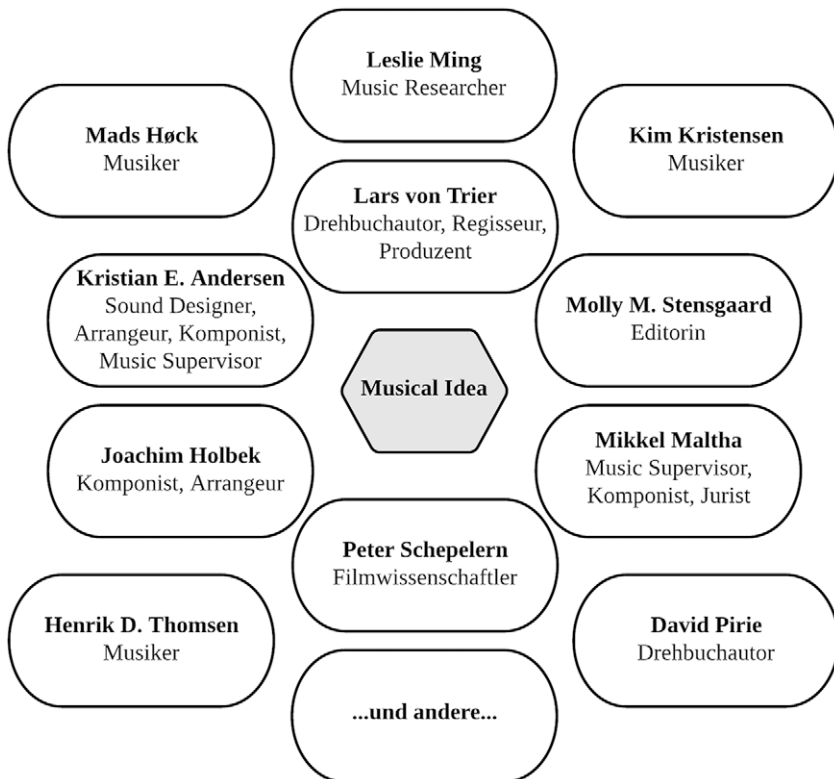 Leslie Ming
Music Researcher
Mads Høck
Musiker
Kim Kristensen
Musiker
Lars von Trier
Drehbuchautor, Regisseur,
Produzent
Kristian E. Andersen
Sound Designer,
Arrangeur, Komponist,
Music Supervisor
Molly M. Stensgaard
Editorin
Musical Idea
Joachim Holbek
Komponist, Arrangeur
Mikkel Maltha
Music Supervisor,
Komponist, Jurist
Peter Schepelern
Filmwissenschaftler
Henrik D. Thomsen
Musiker
David Pirie
Drehbuchautor
...und andere...